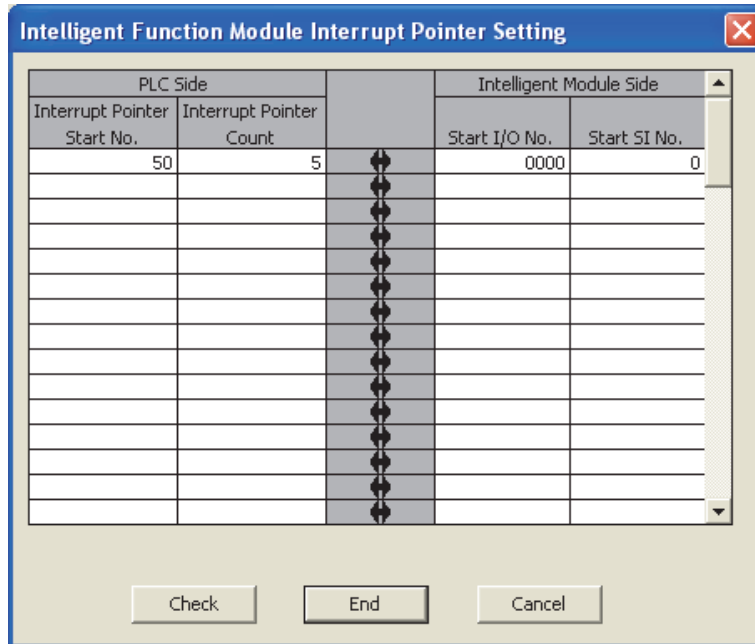 Intelligent Function Module Interrupt Pointer Setting
PLC Side
Intelligent Module Side
Interrupt Pointer Start No.
Interrupt Pointer Count
Start I/O No.
Start SI No.
50 5 0000 0
Check End Cancel